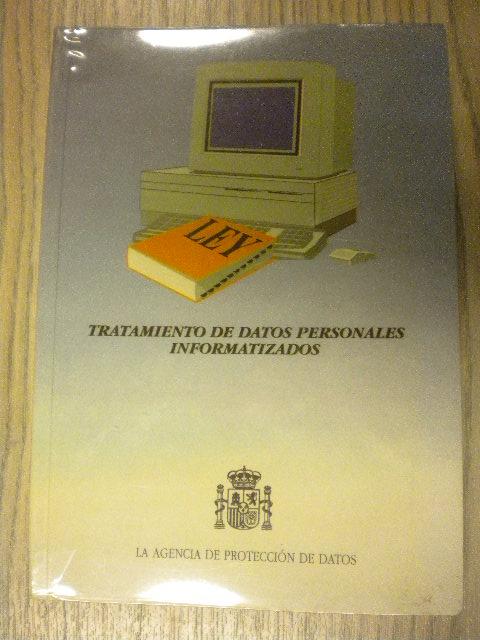 LEY
TRATAMIENTO DE DATOS PERSONALES
INFORMATIZADOS
LA AGENCIA DE PROTECCIÓN DE DATOS